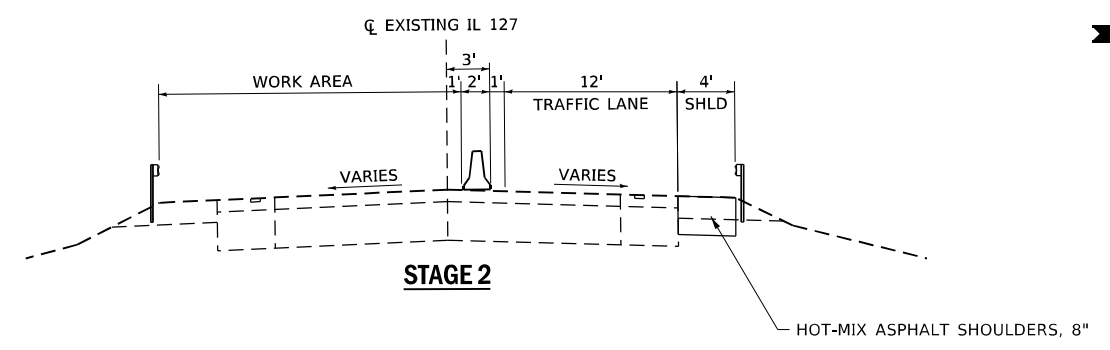 ℄ EXISTING IL 127
3'
WORK AREA
1' 2' 1'
12'
4'
TRAFFIC LANE
SHLD
VARIES
VARIES
STAGE 2
HOT-MIX ASPHALT SHOULDERS, 8"